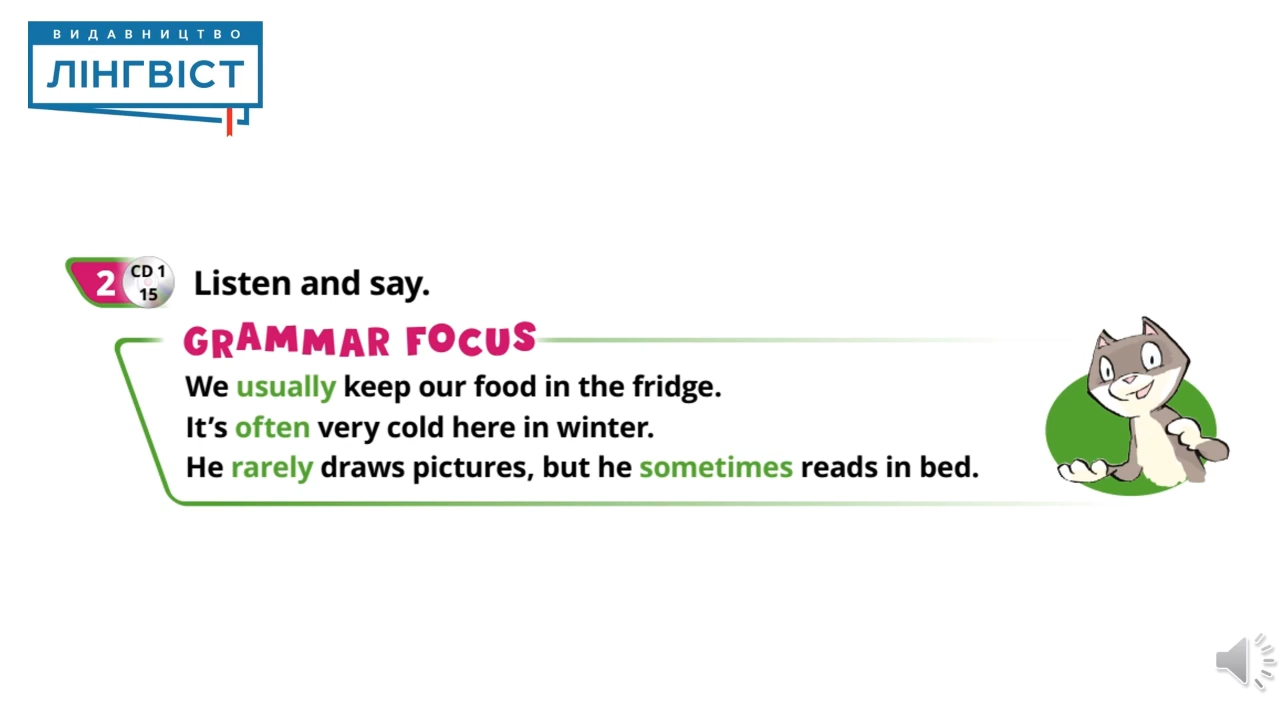 ВИДАВНИЦТВО
ЛІНГВІСТ
2 CD 1 15 Listen and say.
GRAMMAR FOCUS
We usually keep our food in the fridge.
It’s often very cold here in winter.
He rarely draws pictures, but he sometimes reads in bed.